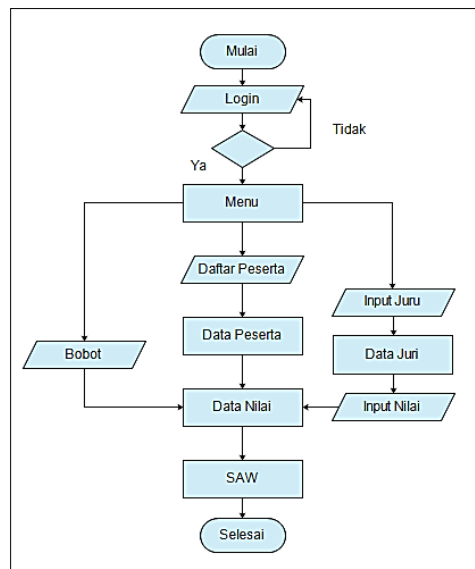 Mulai
Login
Tidak
Ya
Menu
Daftar Peserta
Input Juru
Data Peserta
Data Juri
Bobot
Data Nilai
Input Nilai
SAW
Selesai